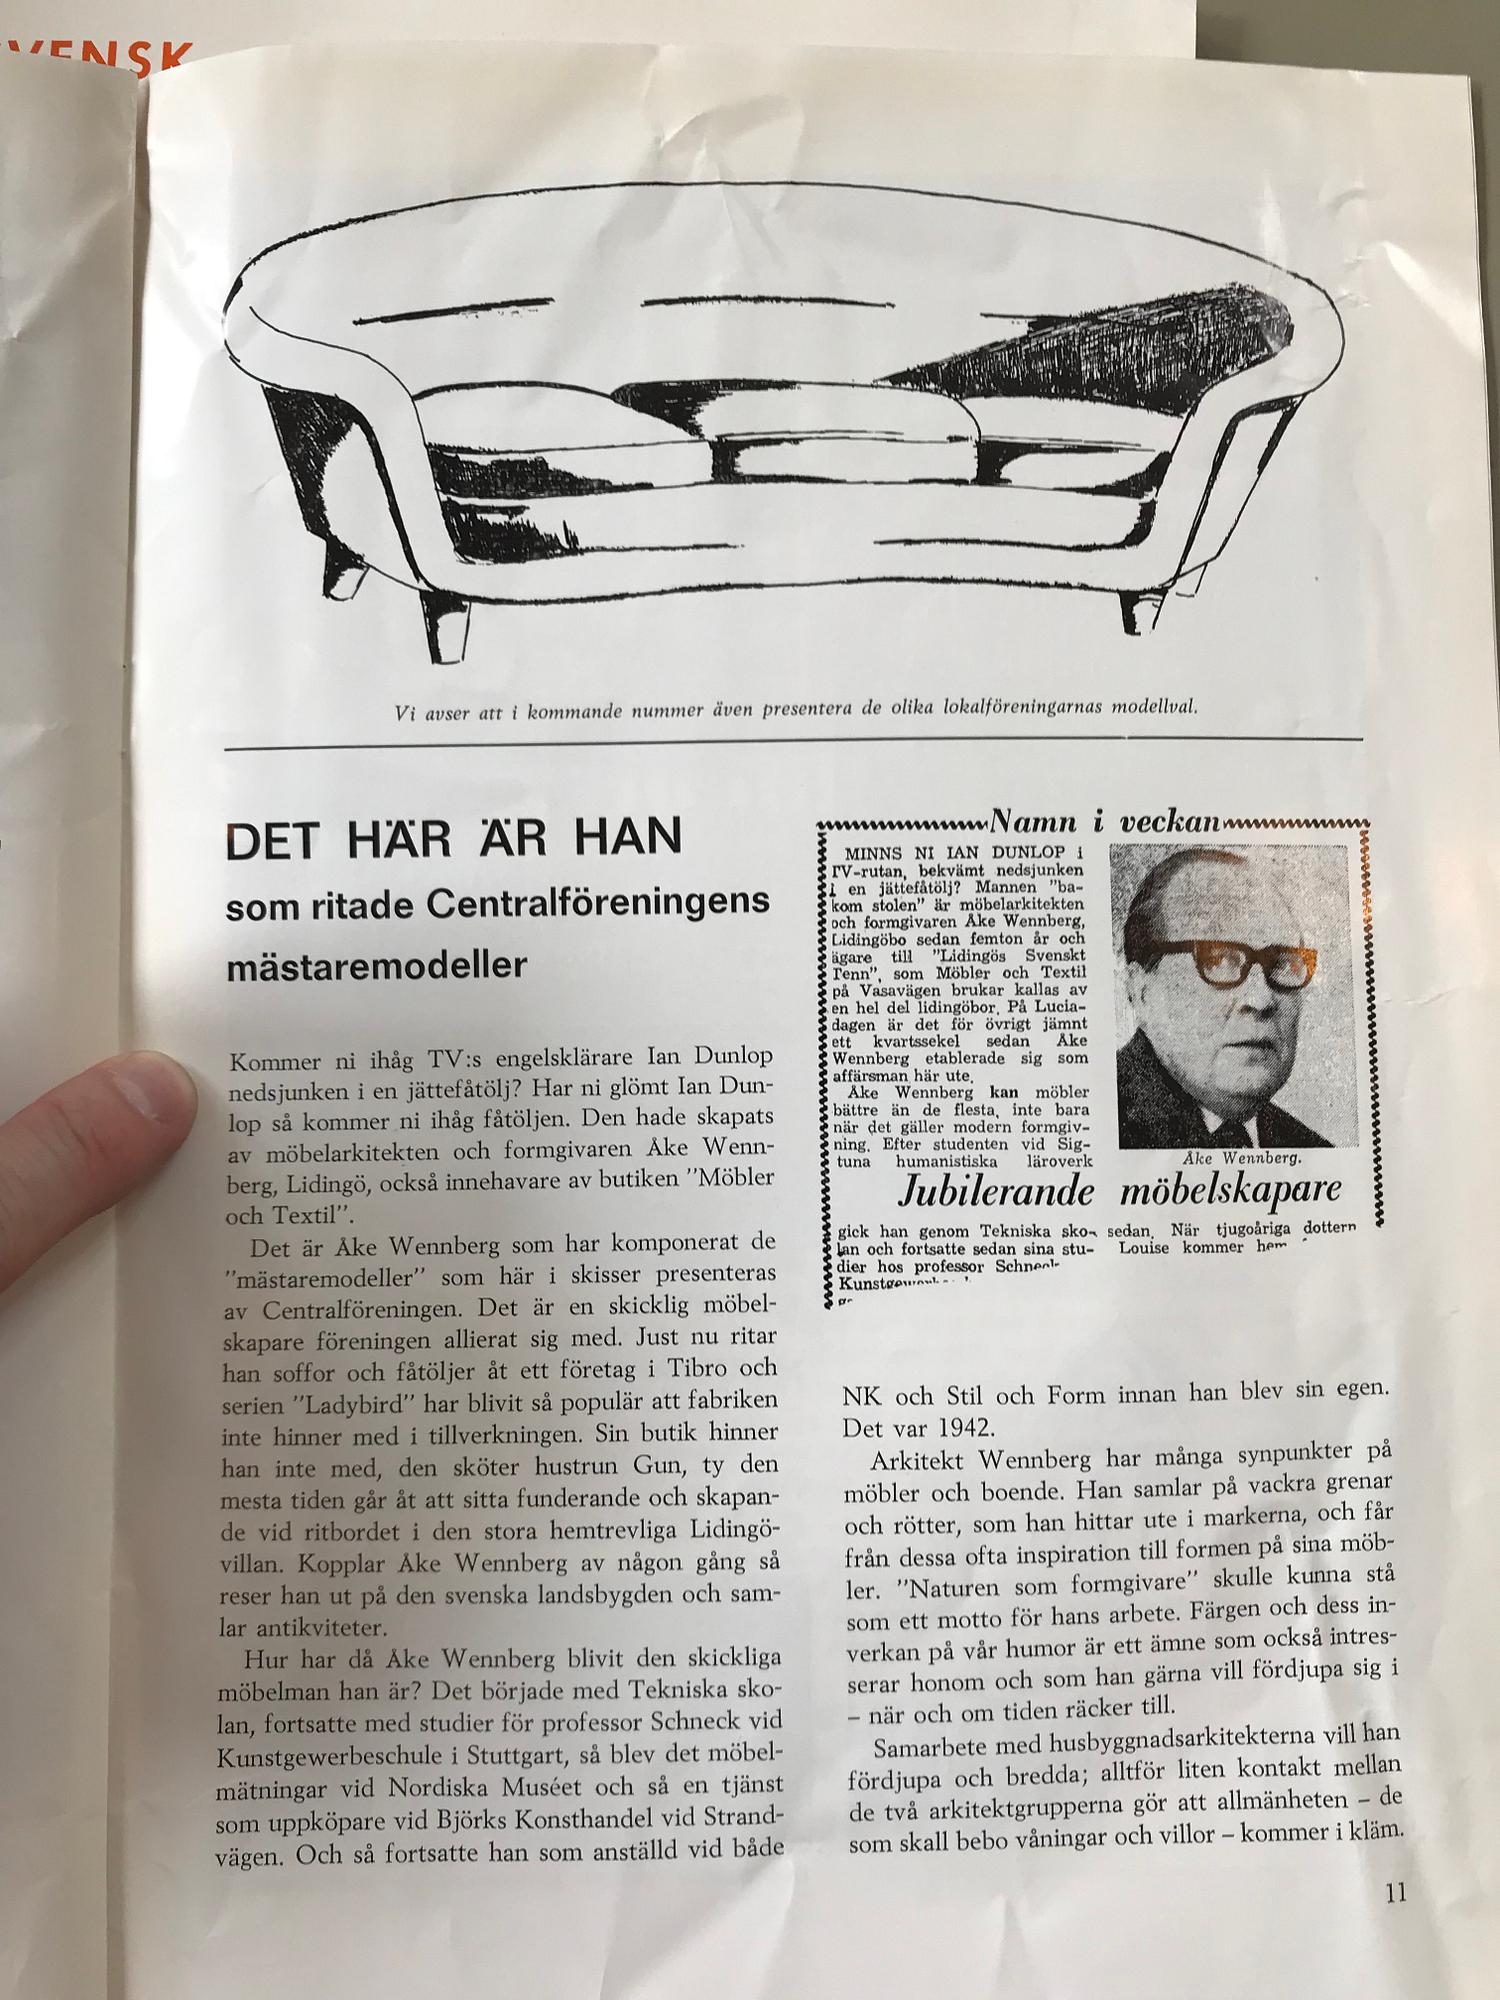 SVENSK
Vi avser att i kommande nummer även presentera de olika lokalföreningarnas modellval.
DET HÄR ÄR HAN
som ritade Centralföreningens
mästaremodeller
Kommer ni ihåg TV:s engelsklärare Ian Dunlop
nedsjunken i en jättefåtölj? Har ni glömt Ian Dun-
lop så kommer ni ihåg fåtöljen. Den hade skapats
av möbelarkitekten och formgivaren Åke Wenn-
berg, Lidingö, också innehavare av butiken "Möbler
och Textil".
Det är Åke Wennberg som har komponerat de
"mästaremodeller" som här i skisser presenteras
av Centralföreningen. Det är en skicklig möbel-
skapare föreningen allierat sig med. Just nu ritar
han soffor och fåtöljer åt ett företag i Tibro och
serien "Ladybird" har blivit så populär att fabriken
inte hinner med i tillverkningen. Sin butik hinner
han inte med, den sköter hustrun Gun, ty den
mesta tiden går åt att sitta funderande och skapan-
de vid ritbordet i den stora hemtrevliga Lidingö-
villan. Kopplar Åke Wennberg av någon gång så
reser han ut på den svenska landsbygden och sam-
lar antikviteter.
Hur har då Åke Wennberg blivit den skickliga
möbelman han är? Det började med Tekniska sko-
lan, fortsatte med studier för professor Schneck vid
Kunstgewerbeschule i Stuttgart, så blev det möbel-
mätningar vid Nordiska Muséet och så en tjänst
som uppköpare vid Björks Konsthandel vid Strand-
vägen. Och så fortsatte han som anställd vid både
Namn i veckan
MINNS NI IAN DUNLOP i
TV-rutan, bekvämt nedsjunken
i en jättefåtölj? Mannen "ba-
kom stolen" är möbelarkitekten
och formgivaren Åke Wennberg,
Lidingöbo sedan femton år och
ägare till "Lidingös Svenskt
Tenn", som Möbler och Textil
på Vasavägen brukar kallas av
en hel del lidingöbor. På Lucia-
dagen är det för övrigt jämnt
ett kvartssekel sedan Åke
Wennberg etablerade sig som
affärsman här ute.
Åke Wennberg kan möbler
bättre än de flesta, inte bara
när det gäller modern formgiv-
ning. Efter studenten vid Sig-
tuna humanistiska läroverk
Åke Wennberg.
Jubilerande möbelskapare
gick han genom Tekniska sko-
lan och fortsatte sedan sina stu-
dier hos professor Schneck
sedan. När tjugoåriga dottern
Louise kommer hem
NK och Stil och Form innan han blev sin egen.
Det var 1942.
Arkitekt Wennberg har många synpunkter på
möbler och boende. Han samlar på vackra grenar
och rötter, som han hittar ute i markerna, och får
från dessa ofta inspiration till formen på sina möb-
ler. "Naturen som formgivare" skulle kunna stå
som ett motto för hans arbete. Färgen och dess in-
verkan på vår humor är ett ämne som också intres-
serar honom och som han gärna vill fördjupa sig i
– när och om tiden räcker till.
Samarbete med husbyggnadsarkitekterna vill han
fördjupa och bredda; alltför liten kontakt mellan
de två arkitektgrupperna gör att allmänheten – de
som skall bebo våningar och villor – kommer i kläm.
11